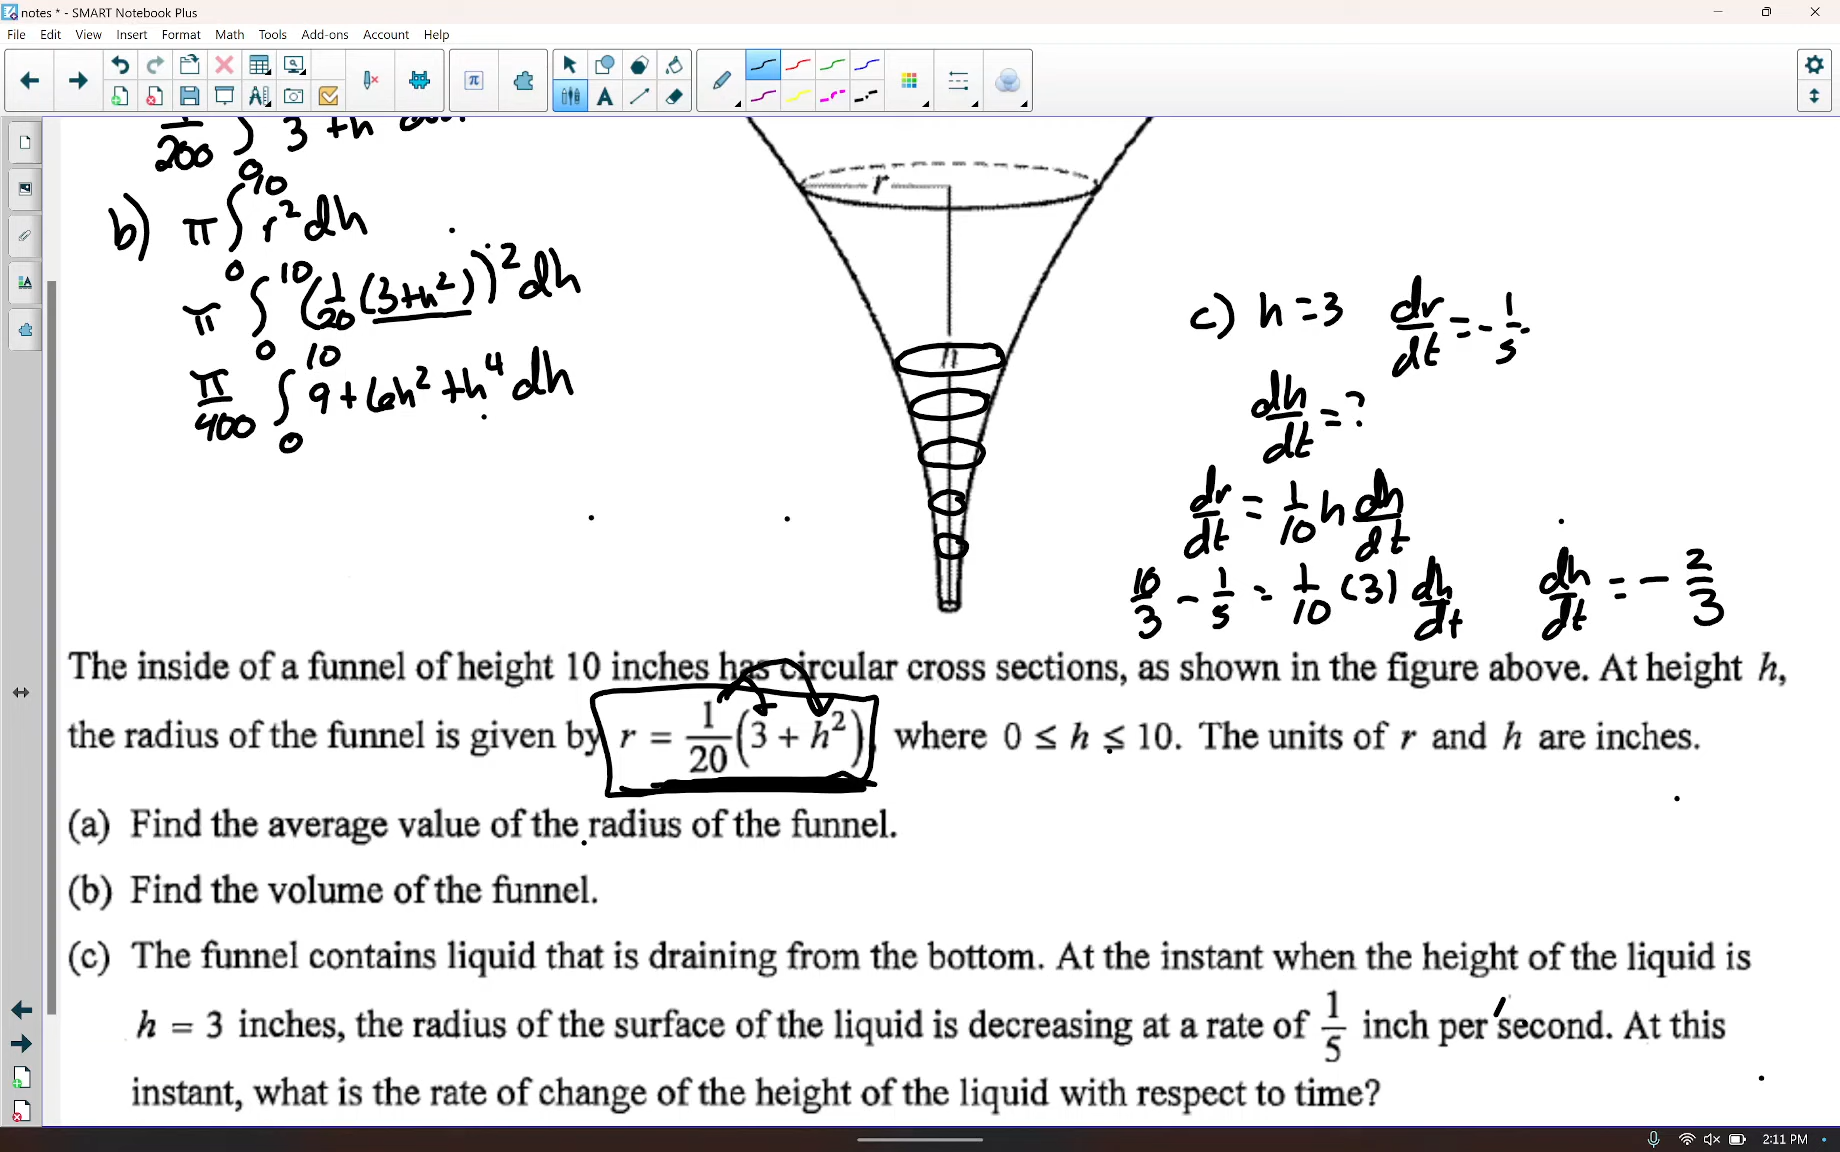 notes * - SMART Notebook Plus
File Edit View Insert Format Math Tools Add-ons Account Help
1/200 ∫0 3 + h
b) π ∫0^10 r² dh
π ∫0^10 (1/20 (3+h²))² dh
π/400 ∫0^10 9 + 6h² + h⁴ dh
r
h
c) h = 3 dr/dt = - 1/5
dh/dt = ?
dr/dt = 1/10 h dh/dt
10/3 - 1/5 = 1/10 (3) dh/dt dh/dt = - 2/3
The inside of a funnel of height 10 inches has circular cross sections, as shown in the figure above. At height h,
the radius of the funnel is given by r = 1/20 (3 + h²), where 0 ≤ h ≤ 10. The units of r and h are inches.
(a) Find the average value of the radius of the funnel.
(b) Find the volume of the funnel.
(c) The funnel contains liquid that is draining from the bottom. At the instant when the height of the liquid is
h = 3 inches, the radius of the surface of the liquid is decreasing at a rate of 1/5 inch per second. At this
instant, what is the rate of change of the height of the liquid with respect to time?
2:11 PM